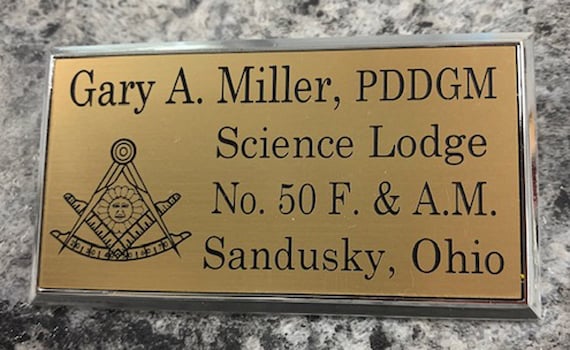 Gary A. Miller, PDDGM
Science Lodge
No. 50 F. & A.M.
Sandusky, Ohio